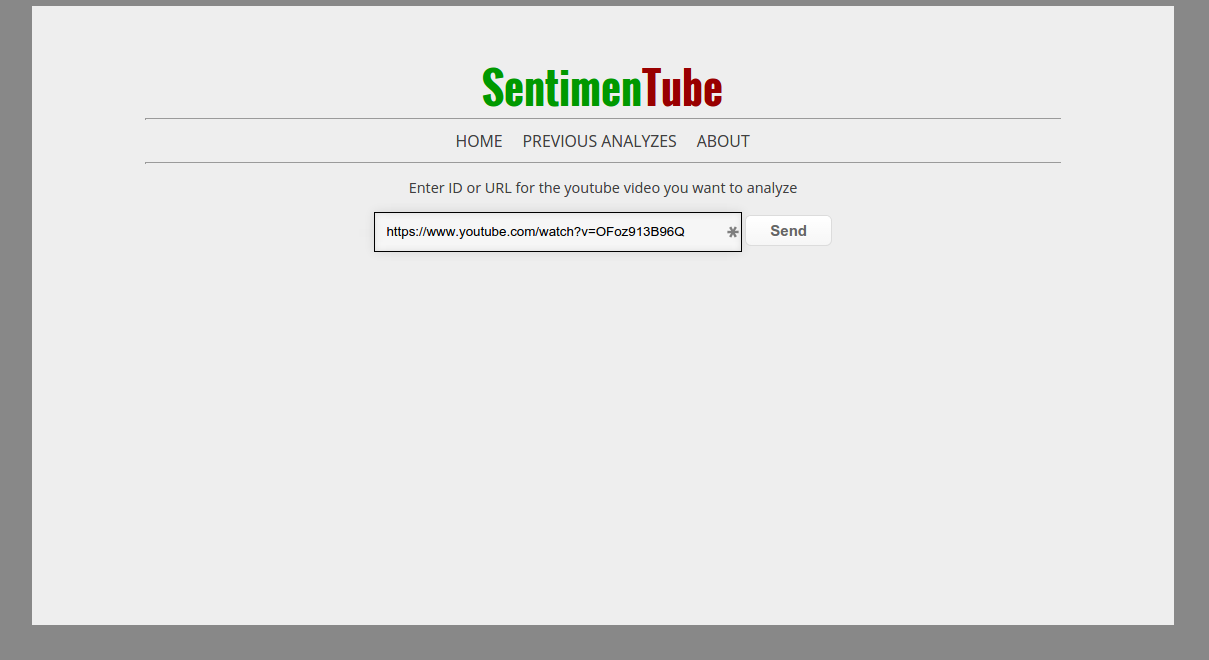 SentimenTube
HOME PREVIOUS ANALYZES ABOUT
Enter ID or URL for the youtube video you want to analyze
https://www.youtube.com/watch?v=OFoz913B96Q * Send